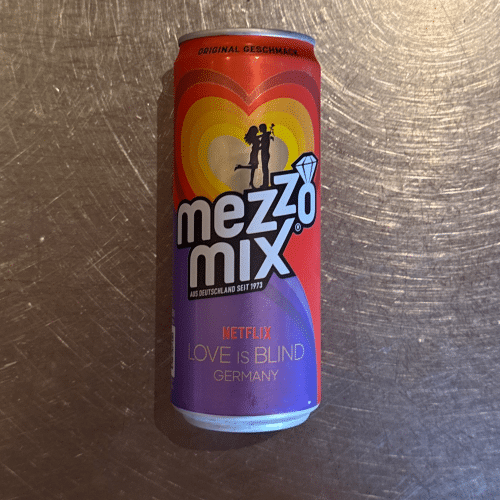 ORIGINAL GESCHMACK
mezzo
mix®
AUS DEUTSCHLAND SEIT 1973
NETFLIX
LOVE IS BLIND
GERMANY